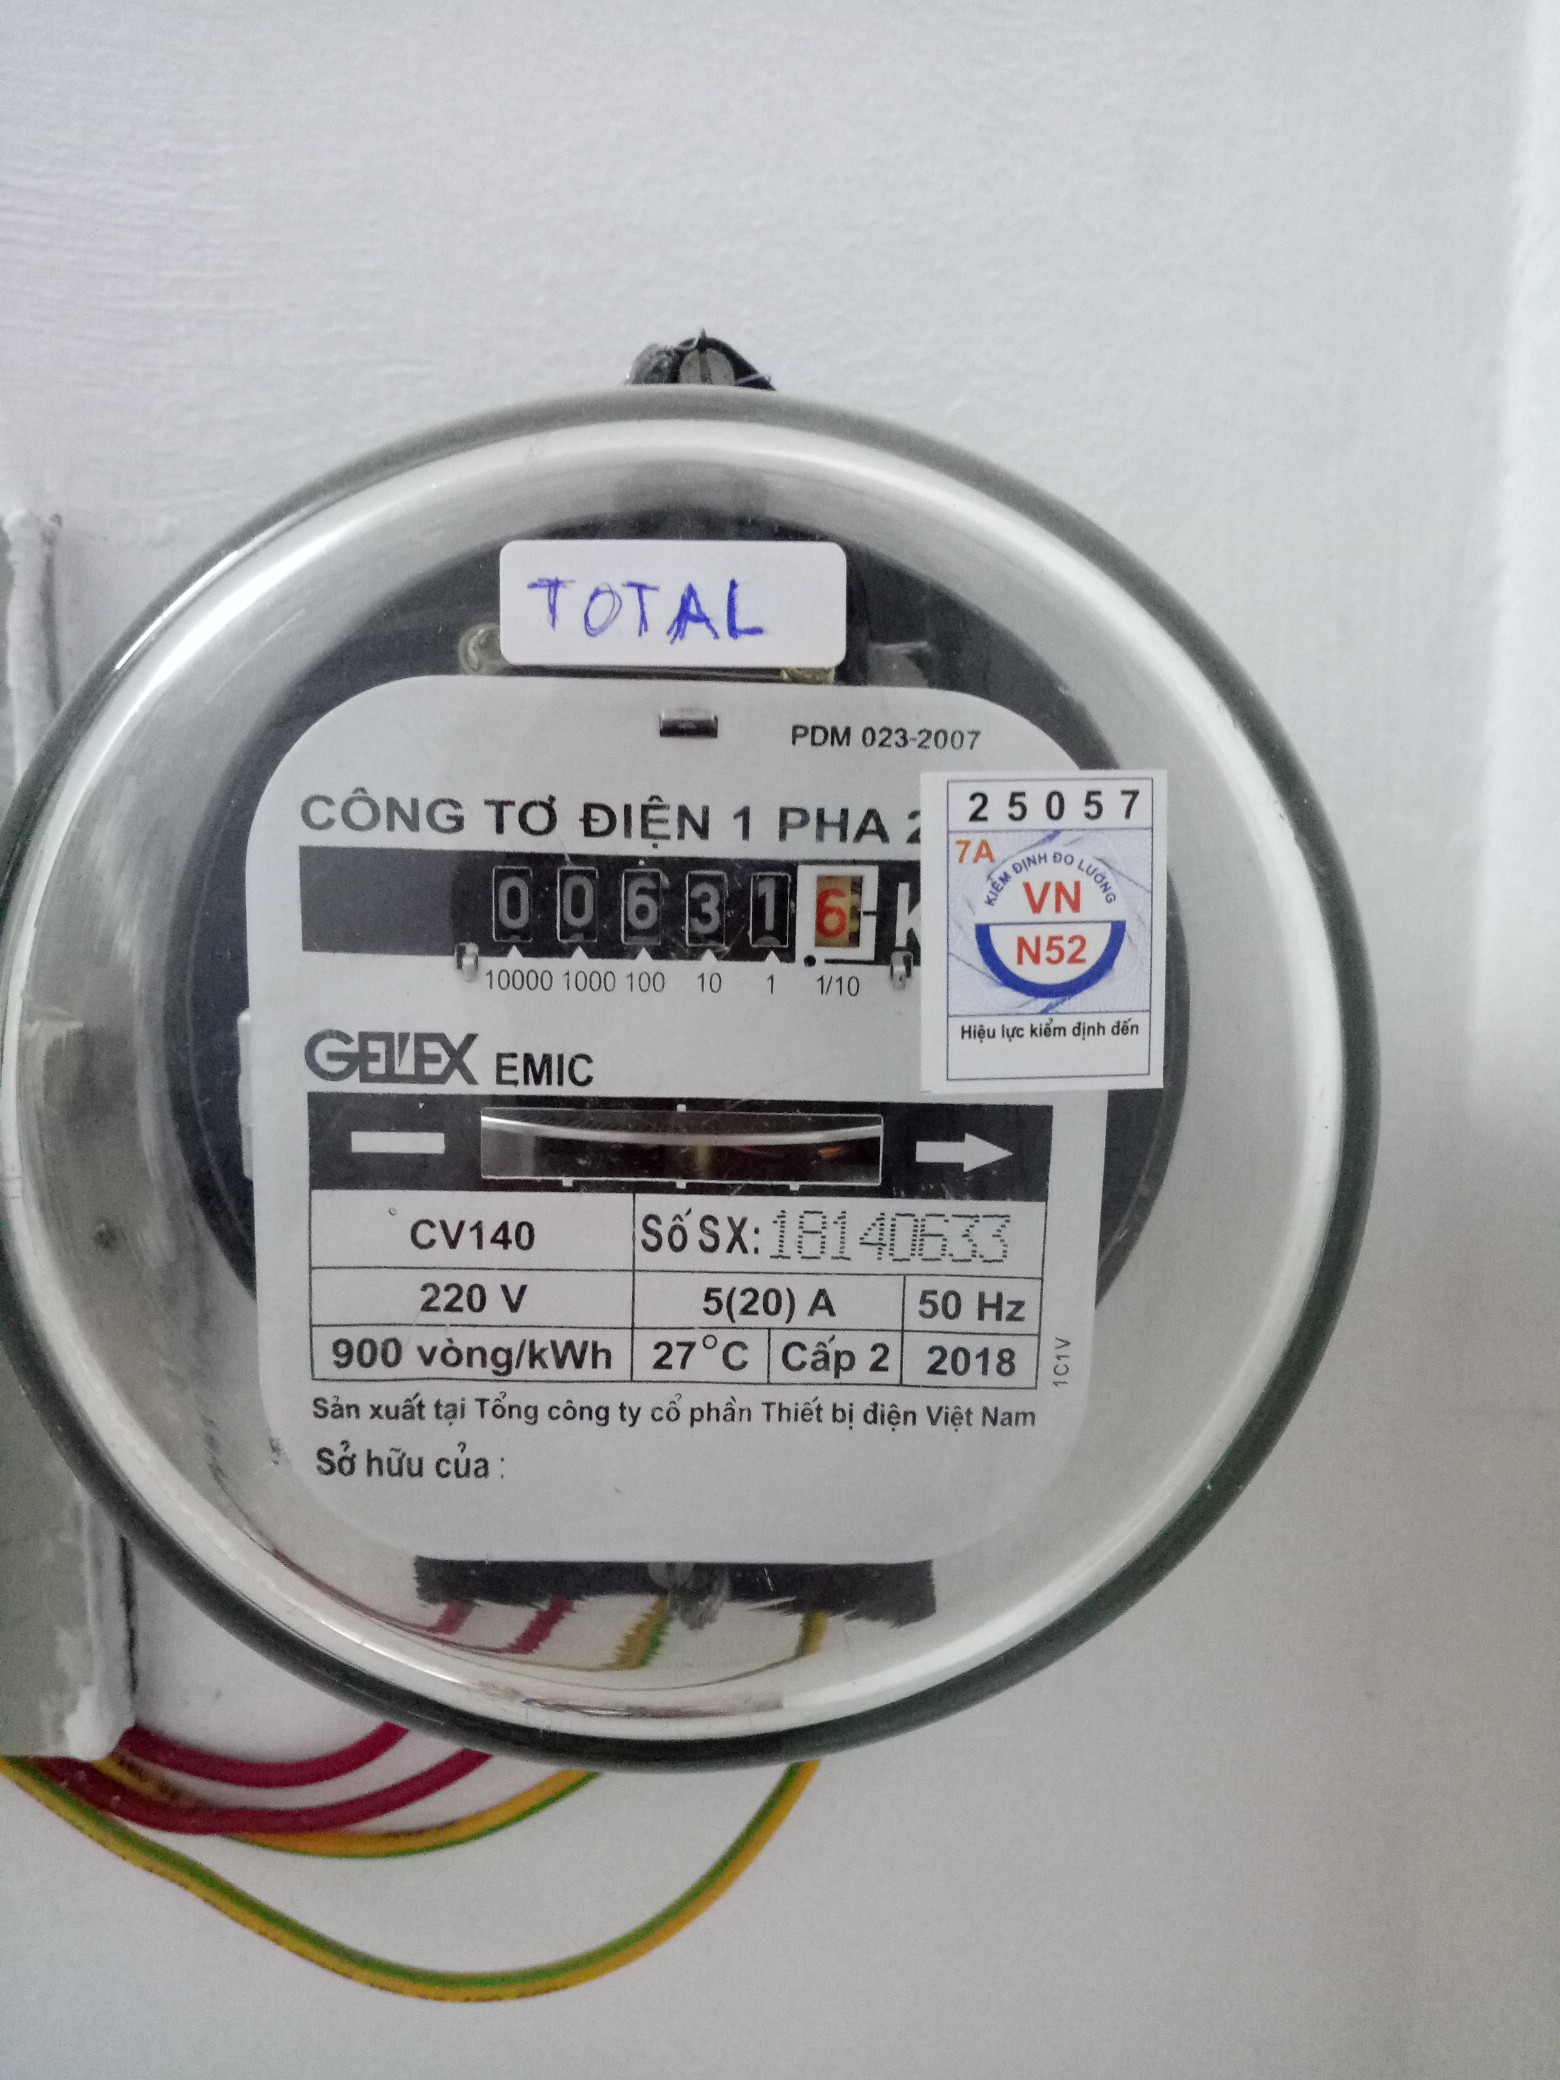 TOTAL
PDM 023-2007
CÔNG TƠ ĐIỆN 1 PHA 2
25057
7A
KIỂM ĐỊNH ĐO LƯỜNG
VN
N52
Hiệu lực kiểm định đến
0 0 6 3 1 6 K
10000 1000 100 10 1 1/10
GELEX EMIC
CV140 Số SX: 18140633
220 V 5(20) A 50 Hz
900 vòng/kWh 27°C Cấp 2 2018
1C1V
Sản xuất tại Tổng công ty cổ phần Thiết bị điện Việt Nam
Sở hữu của :